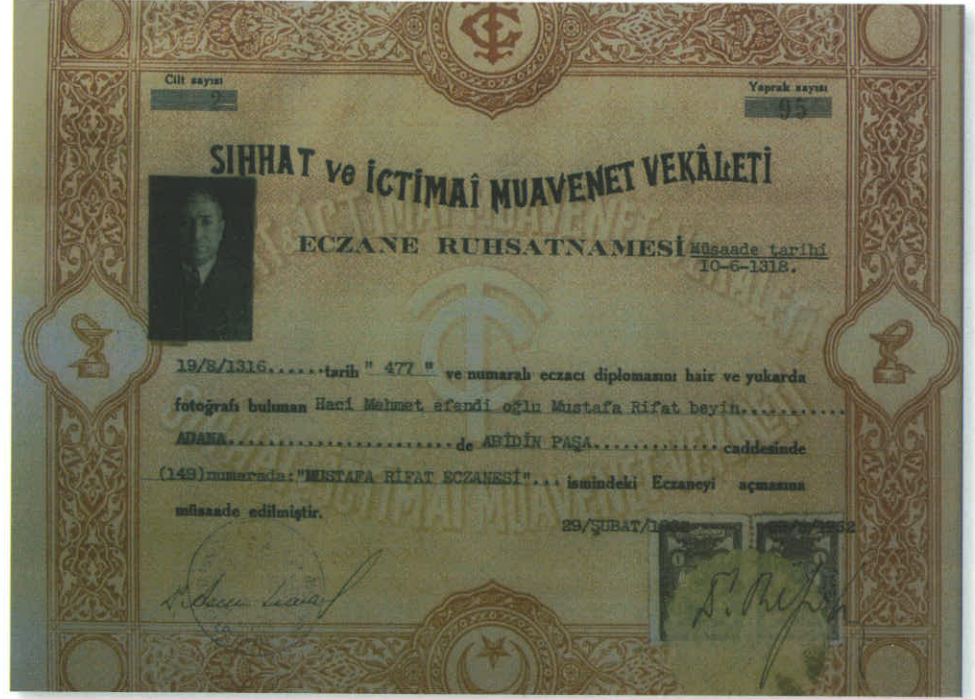 TC
Cilt sayısı
2
Yaprak sayısı
95
SIHHAT ve İCTİMAÎ MUAVENET VEKÂLETİ
ECZANE RUHSATNAMESİ Müsaade tarihi
10-6-1318.
TC
19/8/1316......tarih " 477 " ve numaralı eczacı diplomasını haiz ve yukarda
fotoğrafı bulunan Haci Mehmet efendi oğlu Mustafa Rifat beyin...........
ADANA........................de ABİDİN PAŞA.............caddesinde
(149)numarada:"MUSTAFA RİFAT ECZANESİ"... ismindeki Eczaneyi açmasına
müsaade edilmiştir.
29/ŞUBAT/